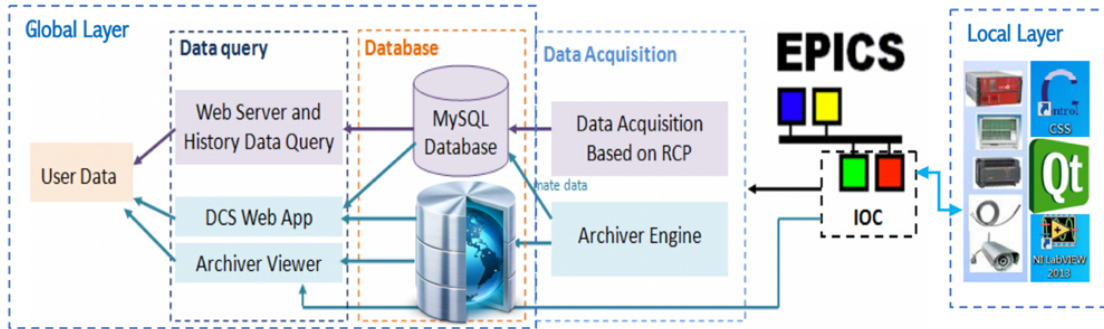 Global Layer
Data query
Database
Data Acquisition
EPICS
Local Layer
Web Server and
History Data Query
MySQL
Database
Data Acquisition
Based on RCP
CSS
User Data
mate data
Qt
DCS Web App
Archiver Engine
IOC
Archiver Viewer
NI LabVIEW
2013